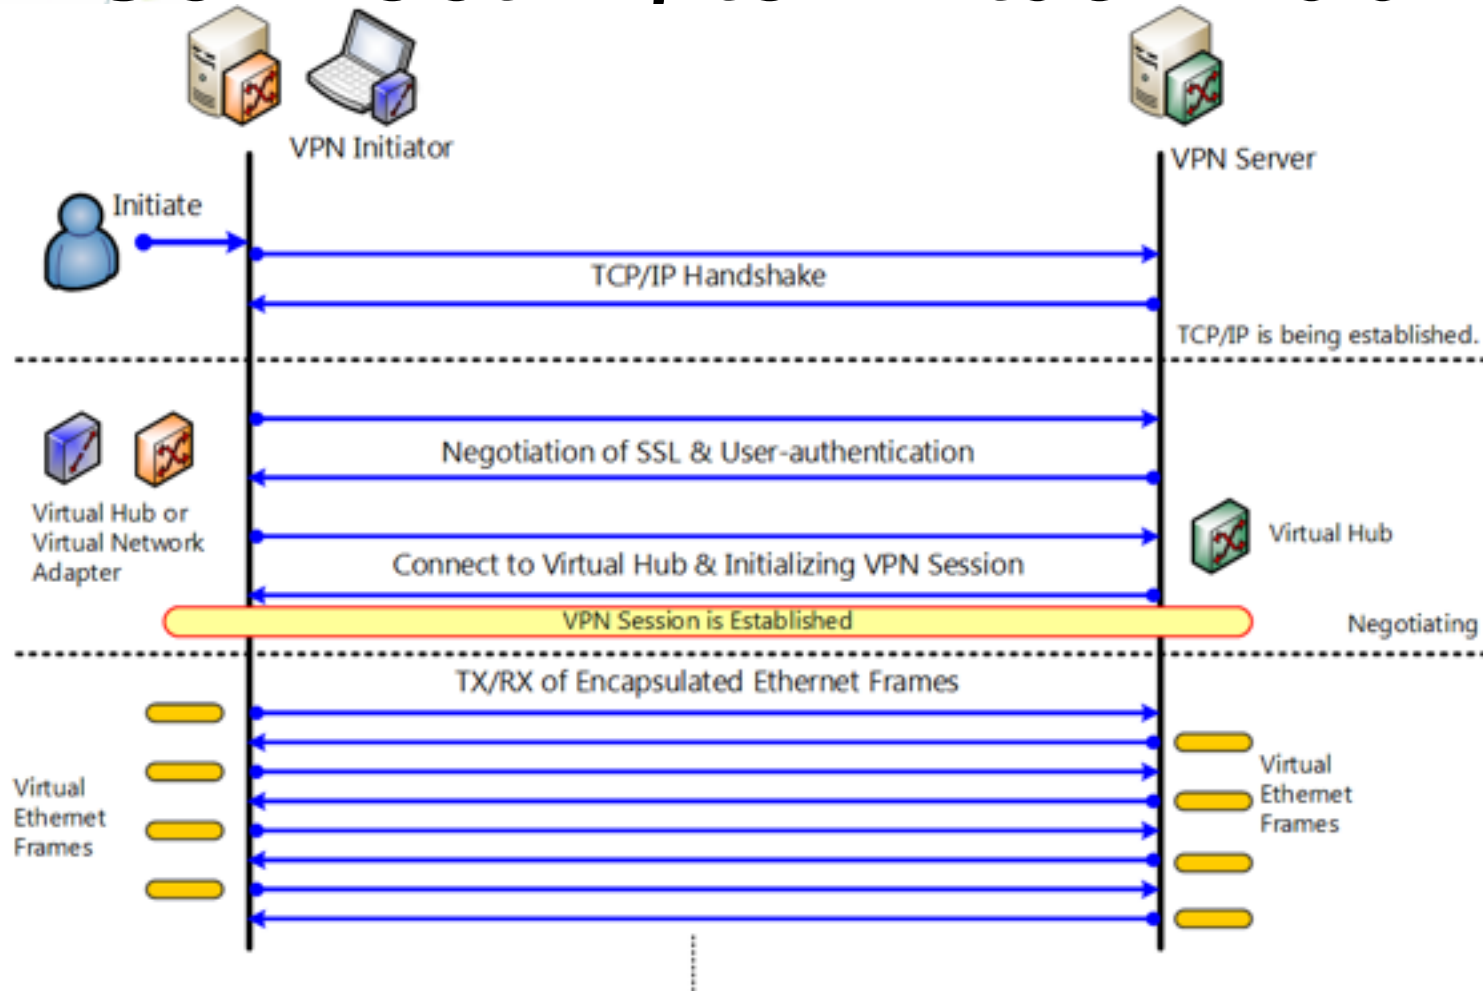 VPN Initiator
VPN Server
Initiate
TCP/IP Handshake
TCP/IP is being established.
Negotiation of SSL & User-authentication
Virtual Hub or
Virtual Network
Adapter
Virtual Hub
Connect to Virtual Hub & Initializing VPN Session
VPN Session is Established
Negotiating
TX/RX of Encapsulated Ethernet Frames
Virtual
Ethernet
Frames
Virtual
Ethernet
Frames